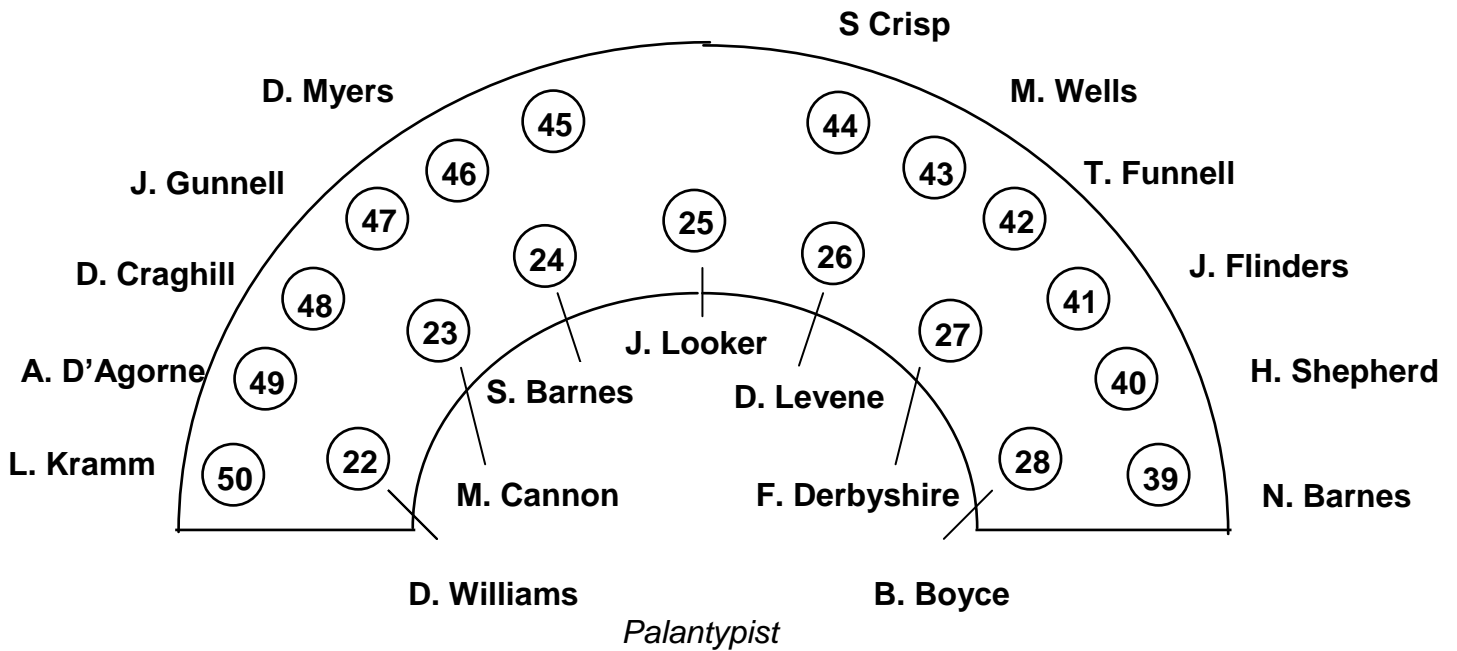 S Crisp
D. Myers
M. Wells
45
44
46
43
J. Gunnell
T. Funnell
47
42
25
24
26
D. Craghill
J. Flinders
48
41
23
27
J. Looker
A. D'Agorne
49
40
H. Shepherd
S. Barnes
D. Levene
L. Kramm
50
22
28
39
M. Cannon
F. Derbyshire
N. Barnes
D. Williams
B. Boyce
Palantypist